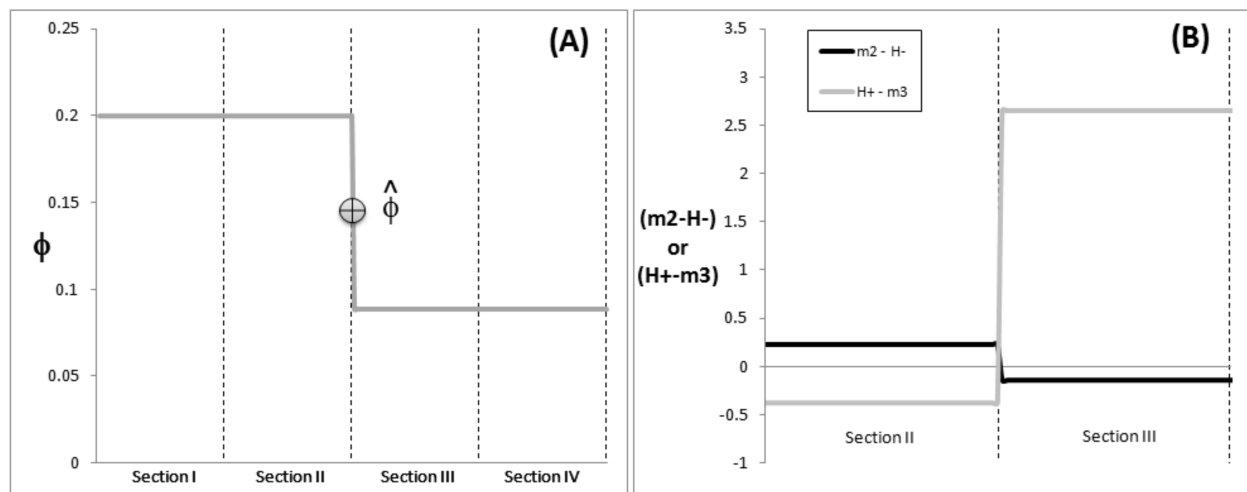 (A)
0.25
0.2
0.15
0.1
0.05
0
ϕ
^
ϕ
Section I Section II Section III Section IV
(B)
3.5
3
2.5
2
1.5
1
0.5
0
-0.5
-1
m2 - H-
H+ - m3
(m2-H-)
or
(H+-m3)
Section II Section III